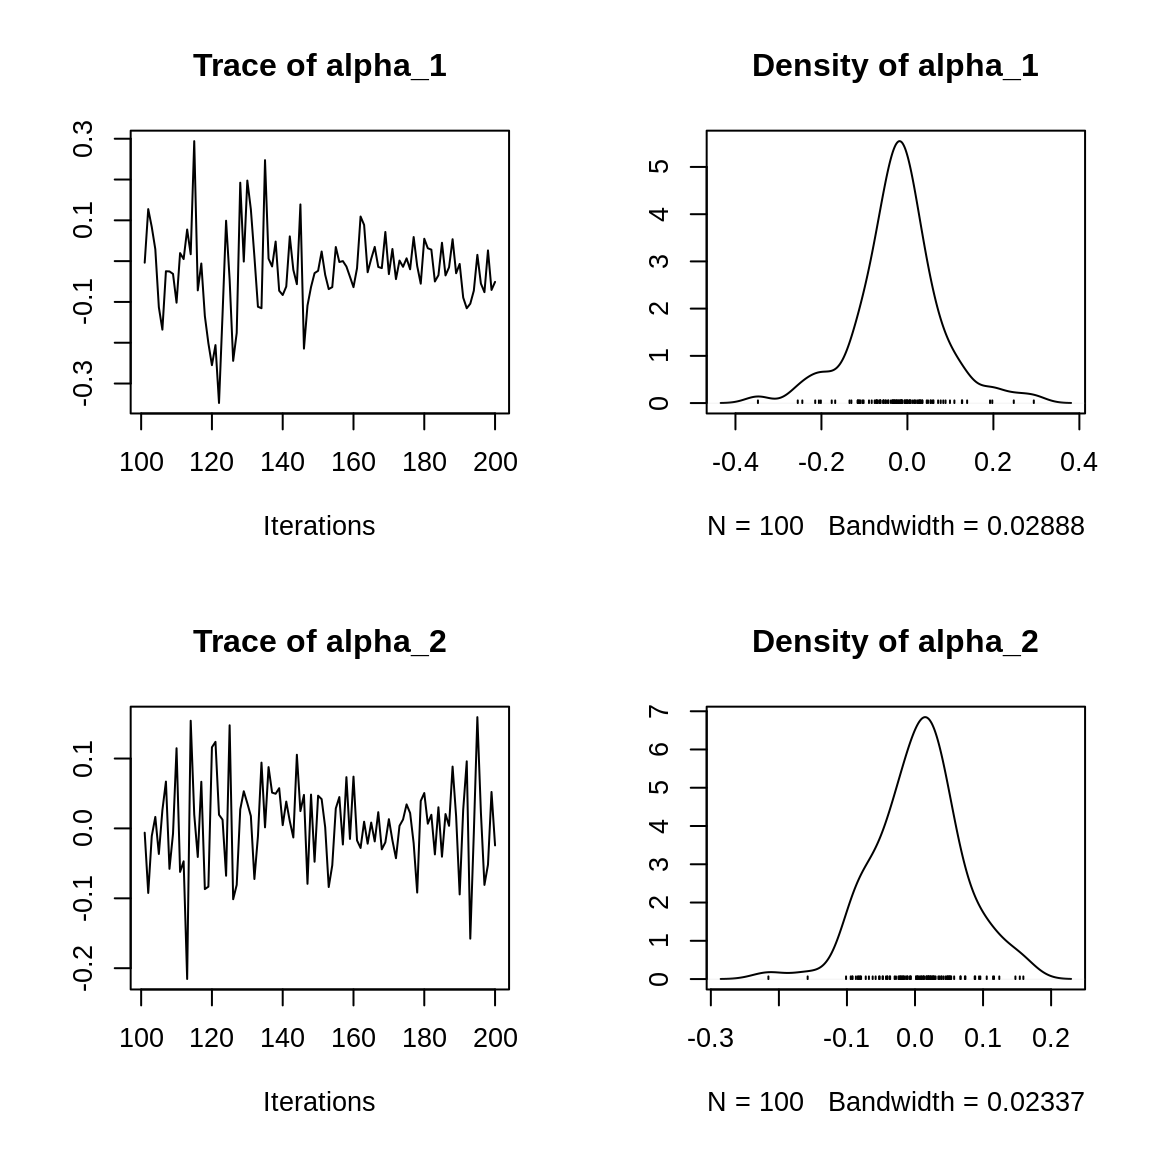 Trace of alpha_1
0.3
0.1
-0.1
-0.3
100 120 140 160 180 200
Iterations
Density of alpha_1
5
4
3
2
1
0
-0.4 -0.2 0.0 0.2 0.4
N = 100 Bandwidth = 0.02888
Trace of alpha_2
0.1
0.0
-0.1
-0.2
100 120 140 160 180 200
Iterations
Density of alpha_2
7
6
5
4
3
2
1
0
-0.3 -0.1 0.0 0.1 0.2
N = 100 Bandwidth = 0.02337